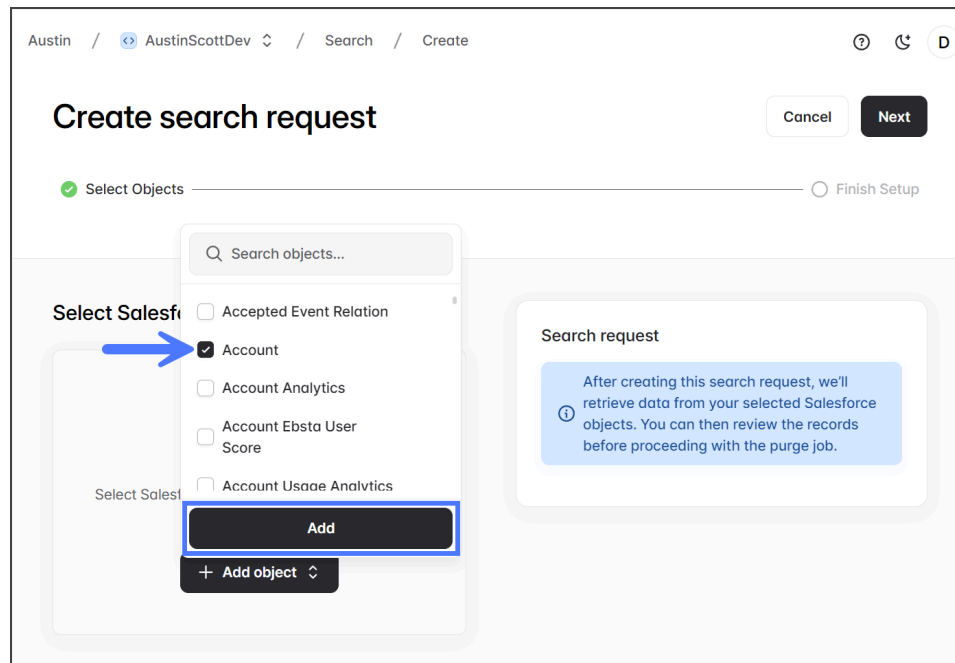 Austin / AustinScottDev / Search / Create
D
Create search request
Cancel
Next
Select Objects
Finish Setup
Search objects...
Select Salesf
Accepted Event Relation
Account
Account Analytics
Account Ebsta User
Score
Account Usage Analytics
Select Salesf
Add
Add object
Search request
After creating this search request, we'll
retrieve data from your selected Salesforce
objects. You can then review the records
before proceeding with the purge job.